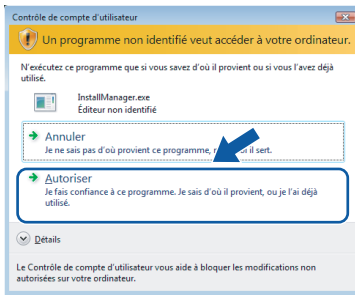 Contrôle de compte d'utilisateur
Un programme non identifié veut accéder à votre ordinateur.
N'exécutez ce programme que si vous savez d'où il provient ou si vous l'avez déjà
utilisé.
InstallManager.exe
Éditeur non identifié
Annuler
Je ne sais pas d'où provient ce programme, il sert.
Autoriser
Je fais confiance à ce programme. Je sais d'où il provient, ou je l'ai déjà
utilisé.
Détails
Le Contrôle de compte d'utilisateur vous aide à bloquer les modifications non
autorisées sur votre ordinateur.